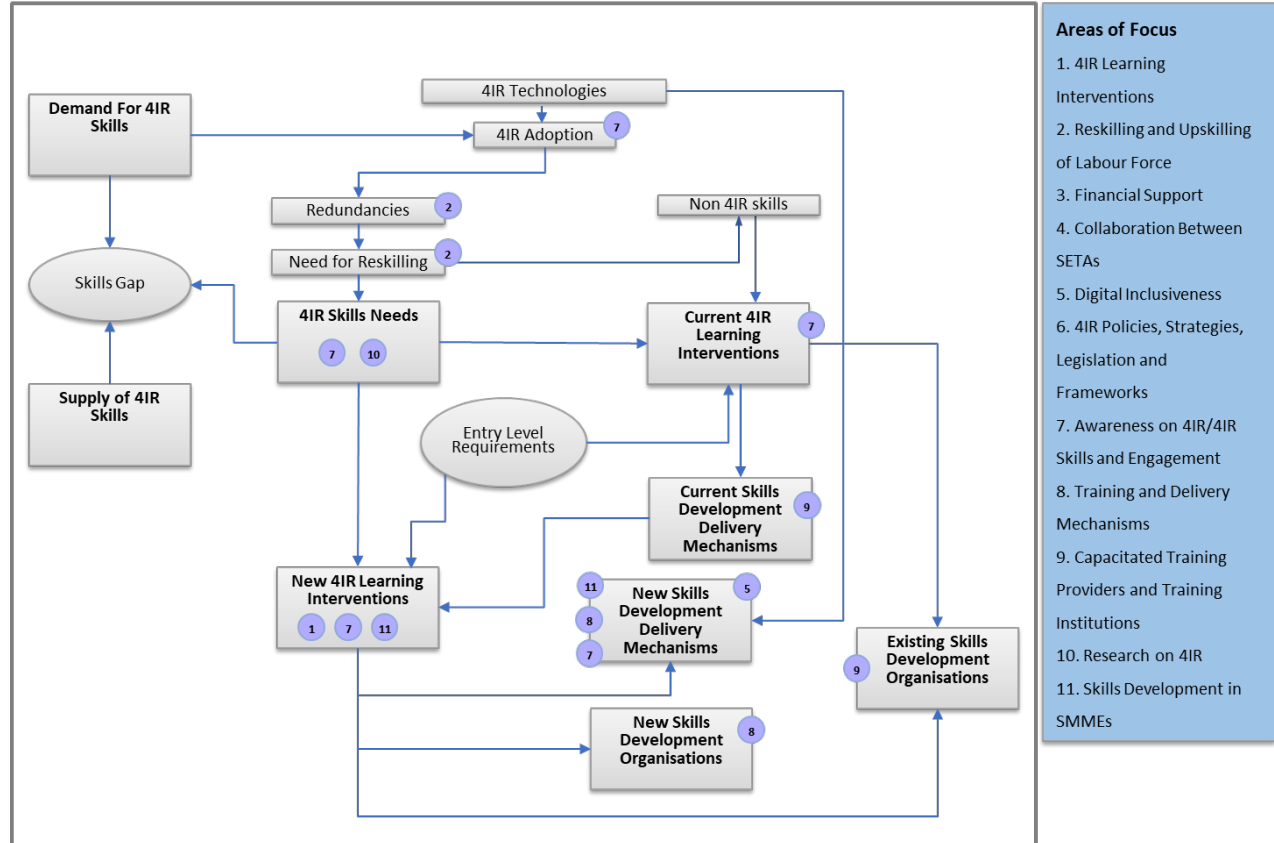 4IR Technologies
Demand For 4IR
Skills
4IR Adoption
7
Redundancies
2
Non 4IR skills
Need for Reskilling
2
Skills Gap
4IR Skills Needs
7
10
Current 4IR
Learning
Interventions
7
Supply of 4IR
Skills
Entry Level
Requirements
Current Skills
Development
Delivery
Mechanisms
9
New 4IR Learning
Interventions
1
7
11
11
8
7
New Skills
Development
Delivery
Mechanisms
5
Existing Skills
Development
Organisations
9
New Skills
Development
Organisations
8
Areas of Focus
1. 4IR Learning
Interventions
2. Reskilling and Upskilling
of Labour Force
3. Financial Support
4. Collaboration Between
SETAs
5. Digital Inclusiveness
6. 4IR Policies, Strategies,
Legislation and
Frameworks
7. Awareness on 4IR/4IR
Skills and Engagement
8. Training and Delivery
Mechanisms
9. Capacitated Training
Providers and Training
Institutions
10. Research on 4IR
11. Skills Development in
SMMEs